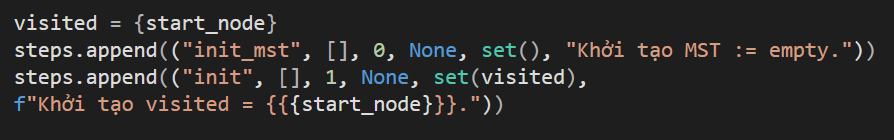 visited = {start_node}
steps.append(("init_mst", [], 0, None, set(), "Khởi tạo MST := empty."))
steps.append(("init", [], 1, None, set(visited),
f"Khởi tạo visited = {{{start_node}}}."))